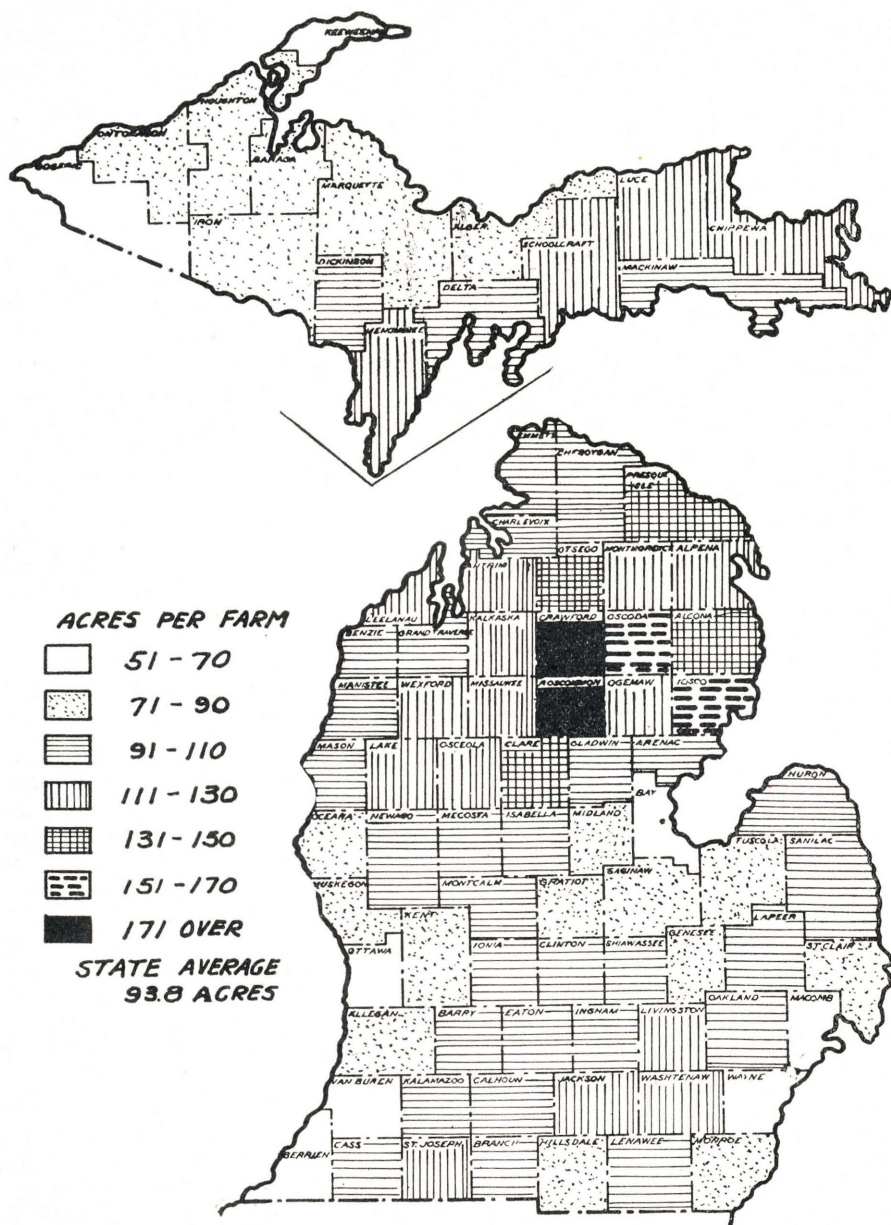 KEEWEENAW
HOUGHTON
ONTONAGON
BARAGA
GOGEBIC
MARQUETTE
LUCE
IRON
ALGER
CHIPPEWA
SCHOOLCRAFT
DICKINSON
MACKINAW
DELTA
MENOMINEE
EMMETT
CHEBOYGAN
PRESQUE
ISLE
CHARLEVOIX
OTSEGO
MONTMORENCY
ALPENA
ANTRIM
ACRES PER FARM
51 - 70
71 - 90
91 - 110
111 - 130
131 - 150
151 - 170
171 OVER
STATE AVERAGE
93.8 ACRES
LEELANAU
KALKASKA
CRAWFORD
OSCODA
ALCONA
BENZIE
GRAND TRAVERSE
MANISTEE
WEXFORD
MISSAUKEE
ROSCOMMON
OGEMAW
IOSCO
MASON
LAKE
OSCEOLA
CLARE
GLADWIN
ARENAC
HURON
BAY
OCEANA
NEWAGO
MECOSTA
ISABELLA
MIDLAND
TUSCOLA
SANILAC
MUSKEGON
MONTCALM
GRATIOT
SAGINAW
KENT
LAPEER
OTTAWA
IONIA
CLINTON
SHIAWASSEE
GENESEE
ST. CLAIR
ALLEGAN
BARRY
EATON
INGHAM
LIVINGSTON
OAKLAND
MACOMB
VAN BUREN
KALAMAZOO
CALHOUN
JACKSON
WASHTENAW
WAYNE
BERRIEN
CASS
ST. JOSEPH
BRANCH
HILLSDALE
LENAWEE
MONROE